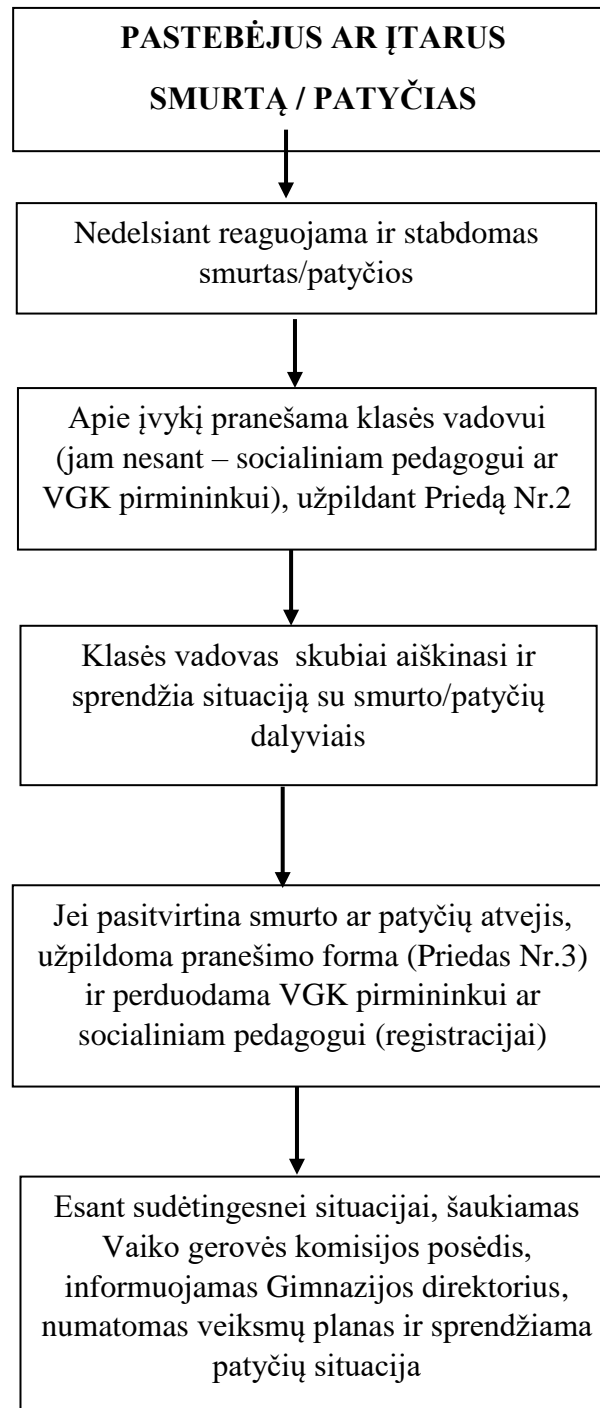 PASTEBĖJUS AR ĮTARUS
SMURTĄ / PATYČIAS
Nedelsiant reaguojama ir stabdomas
smurtas/patyčios
Apie įvykį pranešama klasės vadovui
(jam nesant – socialiniam pedagogui ar
VGK pirmininkui), užpildant Priedą Nr.2
Klasės vadovas skubiai aiškinasi ir
sprendžia situaciją su smurto/patyčių
dalyviais
Jei pasitvirtina smurto ar patyčių atvejis,
užpildoma pranešimo forma (Priedas Nr.3)
ir perduodama VGK pirmininkui ar
socialiniam pedagogui (registracijai)
Esant sudėtingesnei situacijai, šaukiamas
Vaiko gerovės komisijos posėdis,
informuojamas Gimnazijos direktorius,
numatomas veiksmų planas ir sprendžiama
patyčių situacija